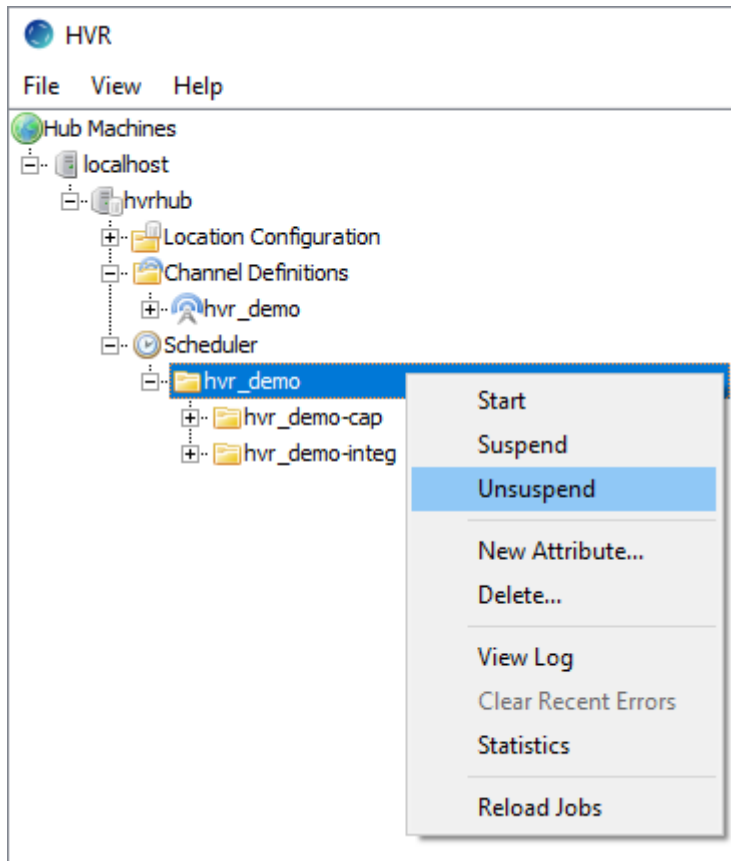 HVR
File View Help
Hub Machines
localhost
hvrhub
Location Configuration
Channel Definitions
hvr_demo
Scheduler
hvr_demo
hvr_demo-cap
hvr_demo-integ
Start
Suspend
Unsuspend
New Attribute...
Delete...
View Log
Clear Recent Errors
Statistics
Reload Jobs